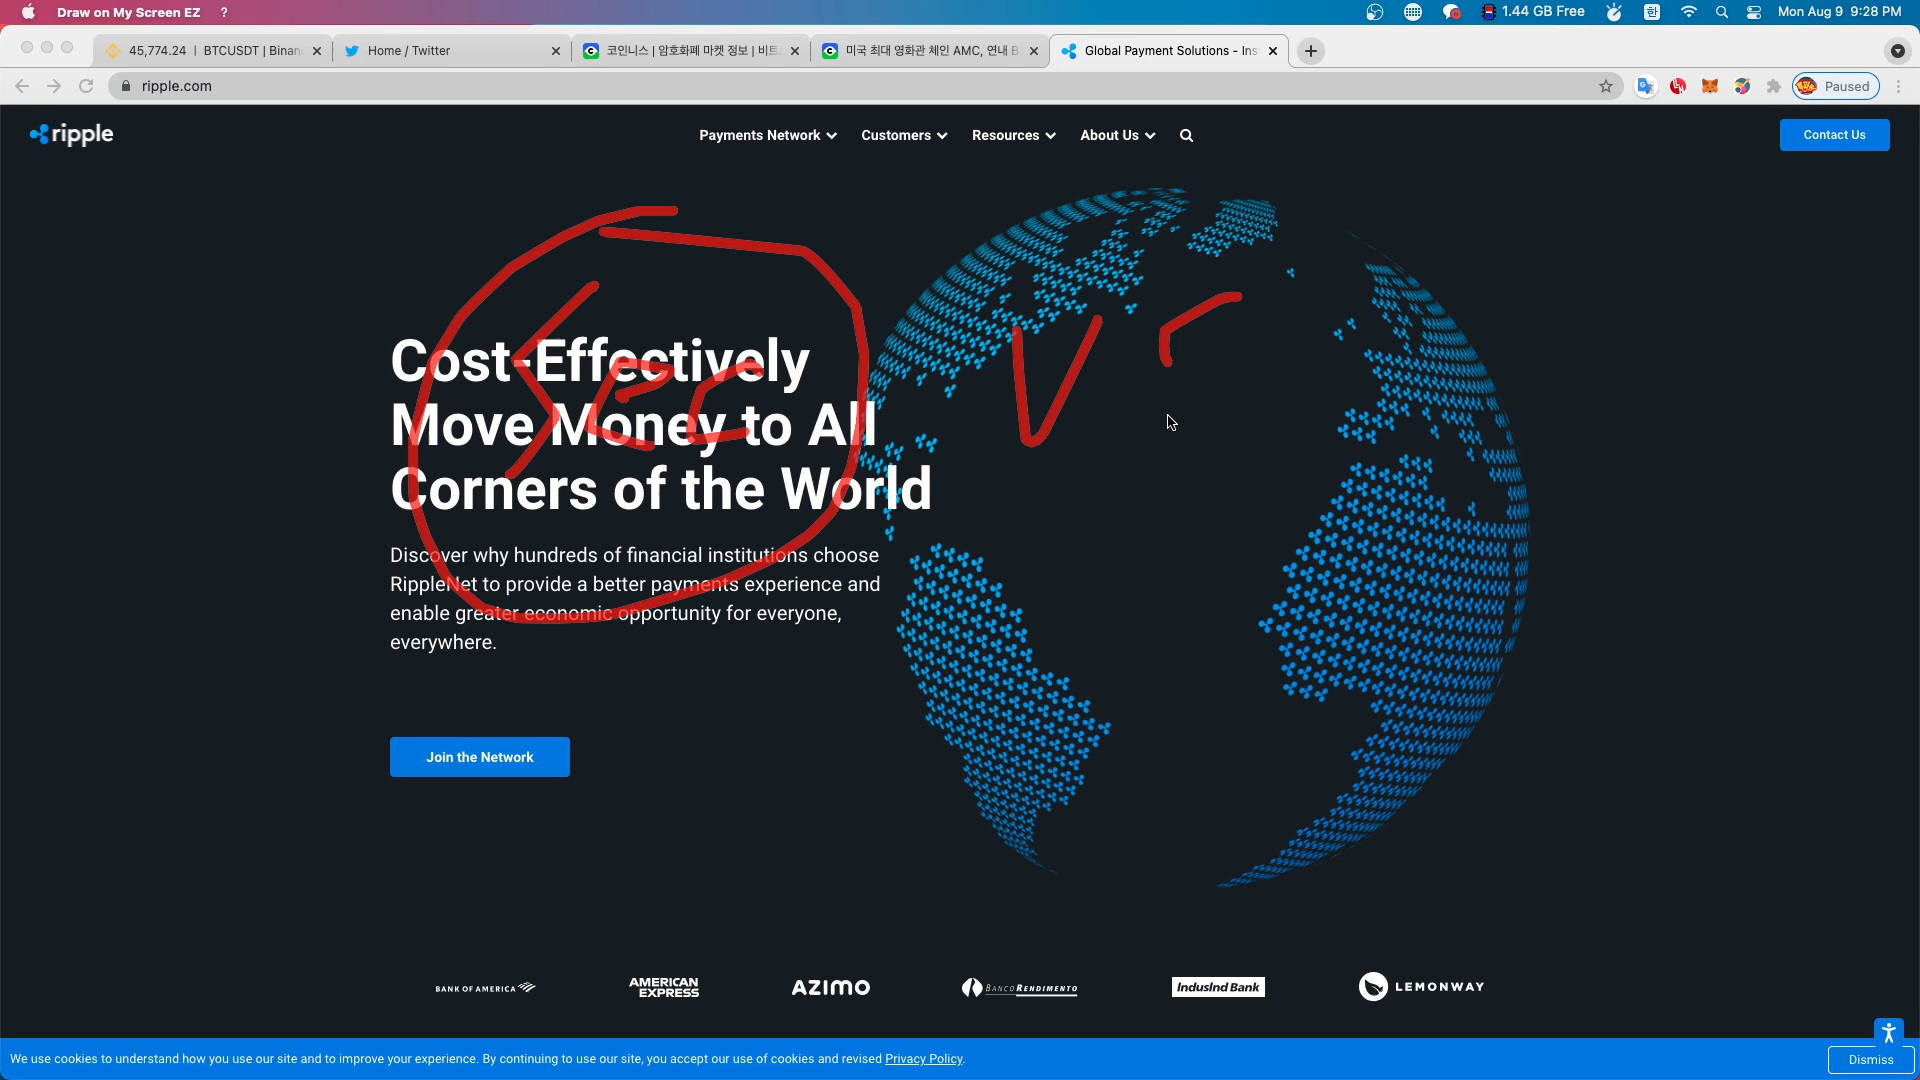 Draw on My Screen EZ ? 1.44 GB Free 한 Mon Aug 9 9:28 PM
45,774.24 | BTCUSDT | Binan
Home / Twitter
코인니스 | 암호화폐 마켓 정보 | 비트
미국 최대 영화관 체인 AMC, 연내 B
Global Payment Solutions - Ins
ripple.com
Paused
ripple
Payments Network
Customers
Resources
About Us
Contact Us
Cost-Effectively
Move Money to All
Corners of the World
Sec
V
Discover why hundreds of financial institutions choose
RippleNet to provide a better payments experience and
enable greater economic opportunity for everyone,
everywhere.
Join the Network
BANK OF AMERICA
AMERICAN
EXPRESS
AZIMO
BANCO RENDIMENTO
IndusInd Bank
LEMONWAY
We use cookies to understand how you use our site and to improve your experience. By continuing to use our site, you accept our use of cookies and revised Privacy Policy.
Dismiss